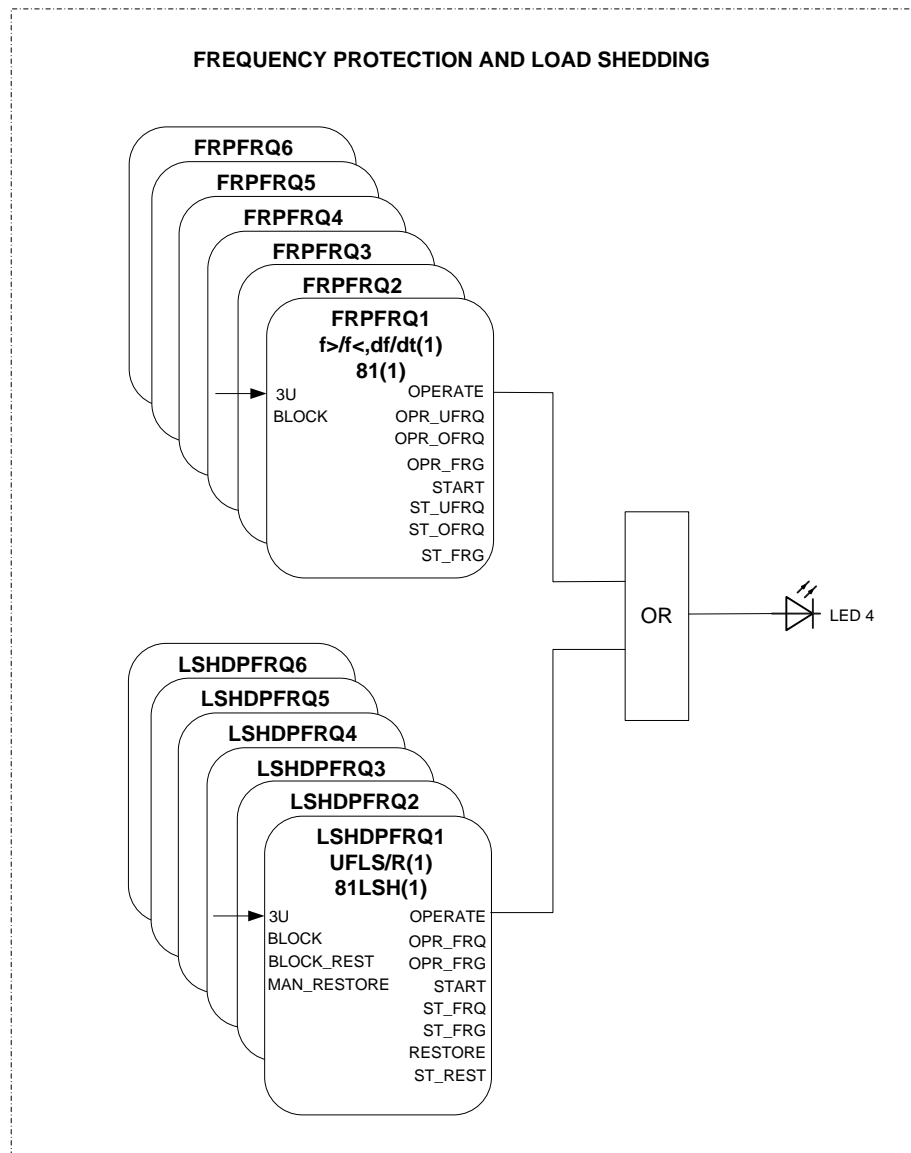 FREQUENCY PROTECTION AND LOAD SHEDDING
FRPFRQ6
FRPFRQ5
FRPFRQ4
FRPFRQ3
FRPFRQ2
FRPFRQ1
f>/f<,df/dt(1)
81(1)
3U
BLOCK
OPERATE
OPR_UFRQ
OPR_OFRQ
OPR_FRG
START
ST_UFRQ
ST_OFRQ
ST_FRG
OR
LED 4
LSHDPFRQ6
LSHDPFRQ5
LSHDPFRQ4
LSHDPFRQ3
LSHDPFRQ2
LSHDPFRQ1
UFLS/R(1)
81LSH(1)
3U
BLOCK
BLOCK_REST
MAN_RESTORE
OPERATE
OPR_FRQ
OPR_FRG
START
ST_FRQ
ST_FRG
RESTORE
ST_REST